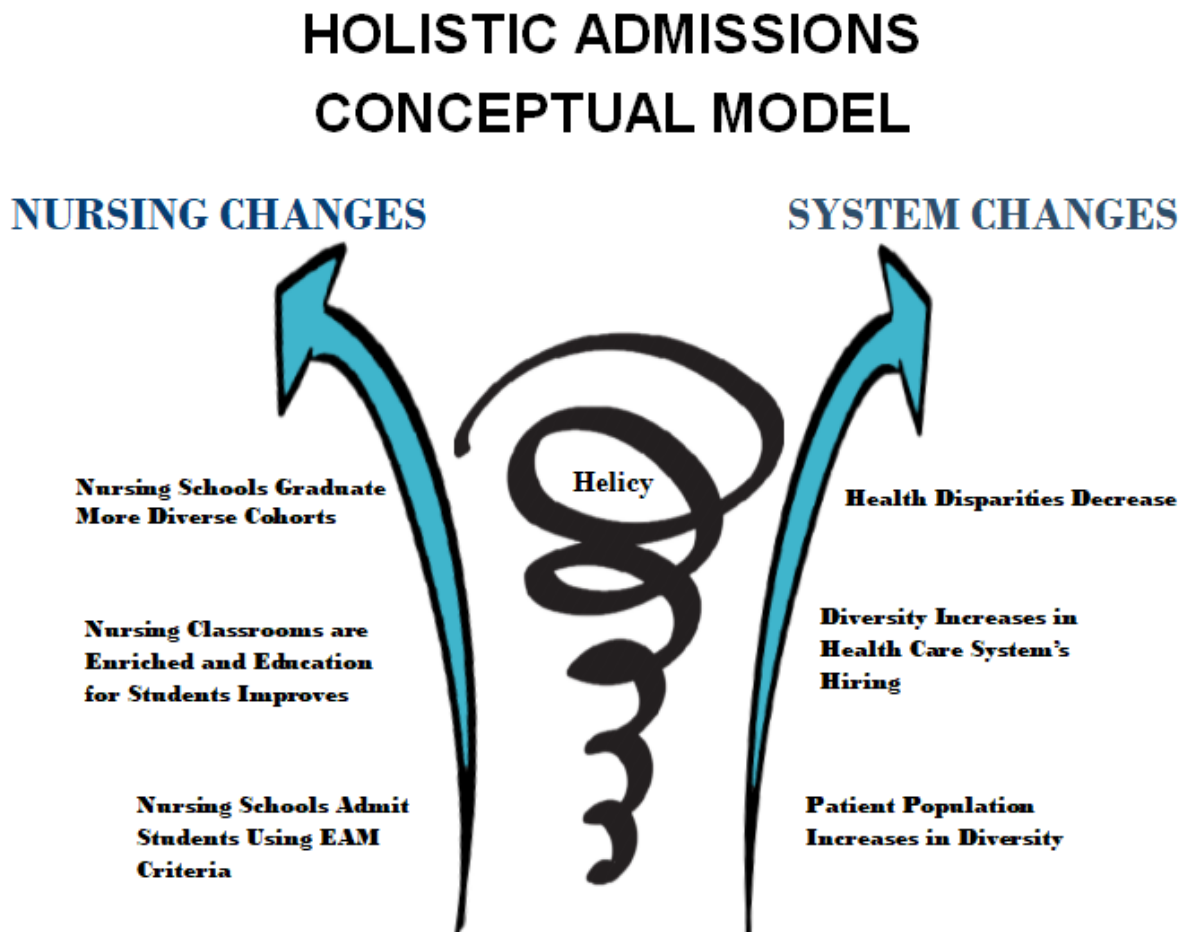 HOLISTIC ADMISSIONS
CONCEPTUAL MODEL
NURSING CHANGES
SYSTEM CHANGES
Helicy
Nursing Schools Graduate
More Diverse Cohorts
Nursing Classrooms are
Enriched and Education
for Students Improves
Nursing Schools Admit
Students Using EAM
Criteria
Health Disparities Decrease
Diversity Increases in
Health Care System's
Hiring
Patient Population
Increases in Diversity